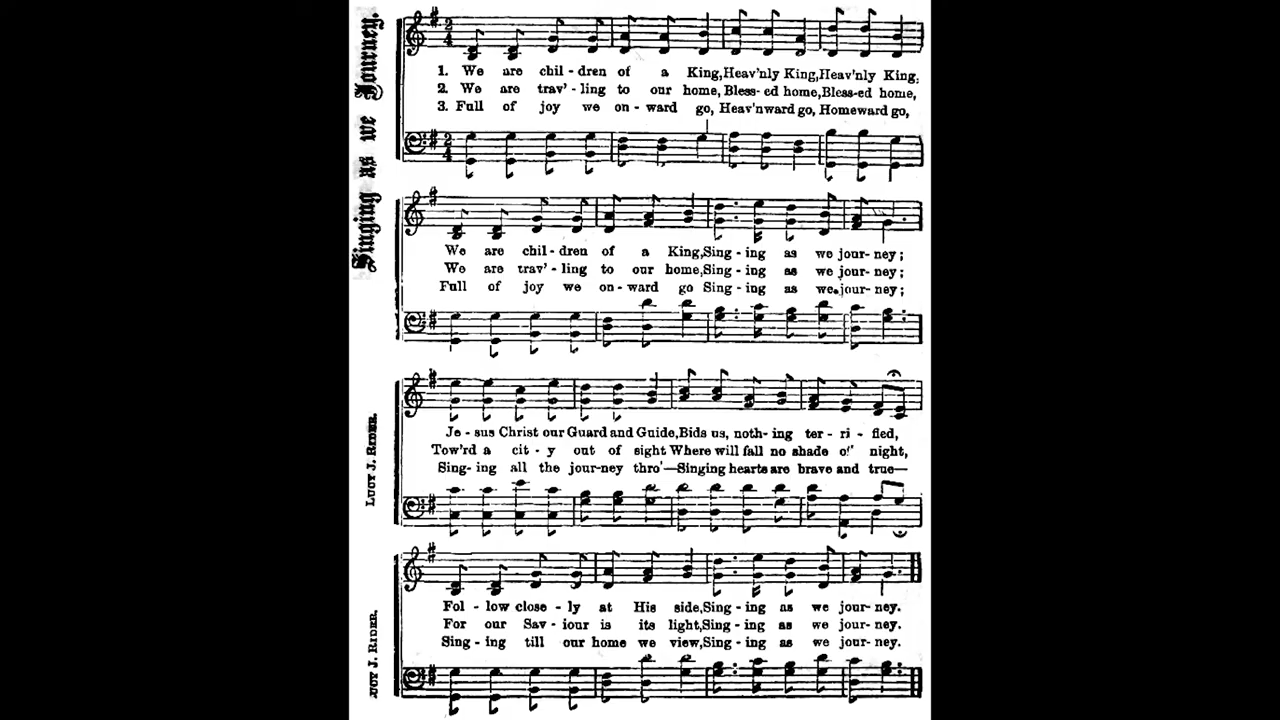 Singing as we Journey.
LUCY J. RIDER.
LUCY J. RIDER.
2
4
1. We are chil - dren of a King, Heav'nly King, Heav'nly King;
2. We are trav' - ling to our home, Bless - ed home, Bless-ed home,
3. Full of joy we on - ward go, Heav'nward go, Homeward go,
2
4
We are chil - dren of a King, Sing - ing as we jour- ney;
We are trav' - ling to our home, Sing - ing as we jour- ney;
Full of joy we on - ward go Sing - ing as we jour- ney;
Je - sus Christ our Guard and Guide, Bids us, noth- ing ter - ri - fied,
Tow'rd a cit - y out of sight Where will fall no shade of night,
Sing- ing all the jour-ney thro'—Singing hearts are brave and true—
Fol - low close - ly at His side, Sing - ing as we jour- ney.
For our Sav - iour is its light, Sing - ing as we jour- ney.
Sing - ing till our home we view, Sing - ing as we jour- ney.